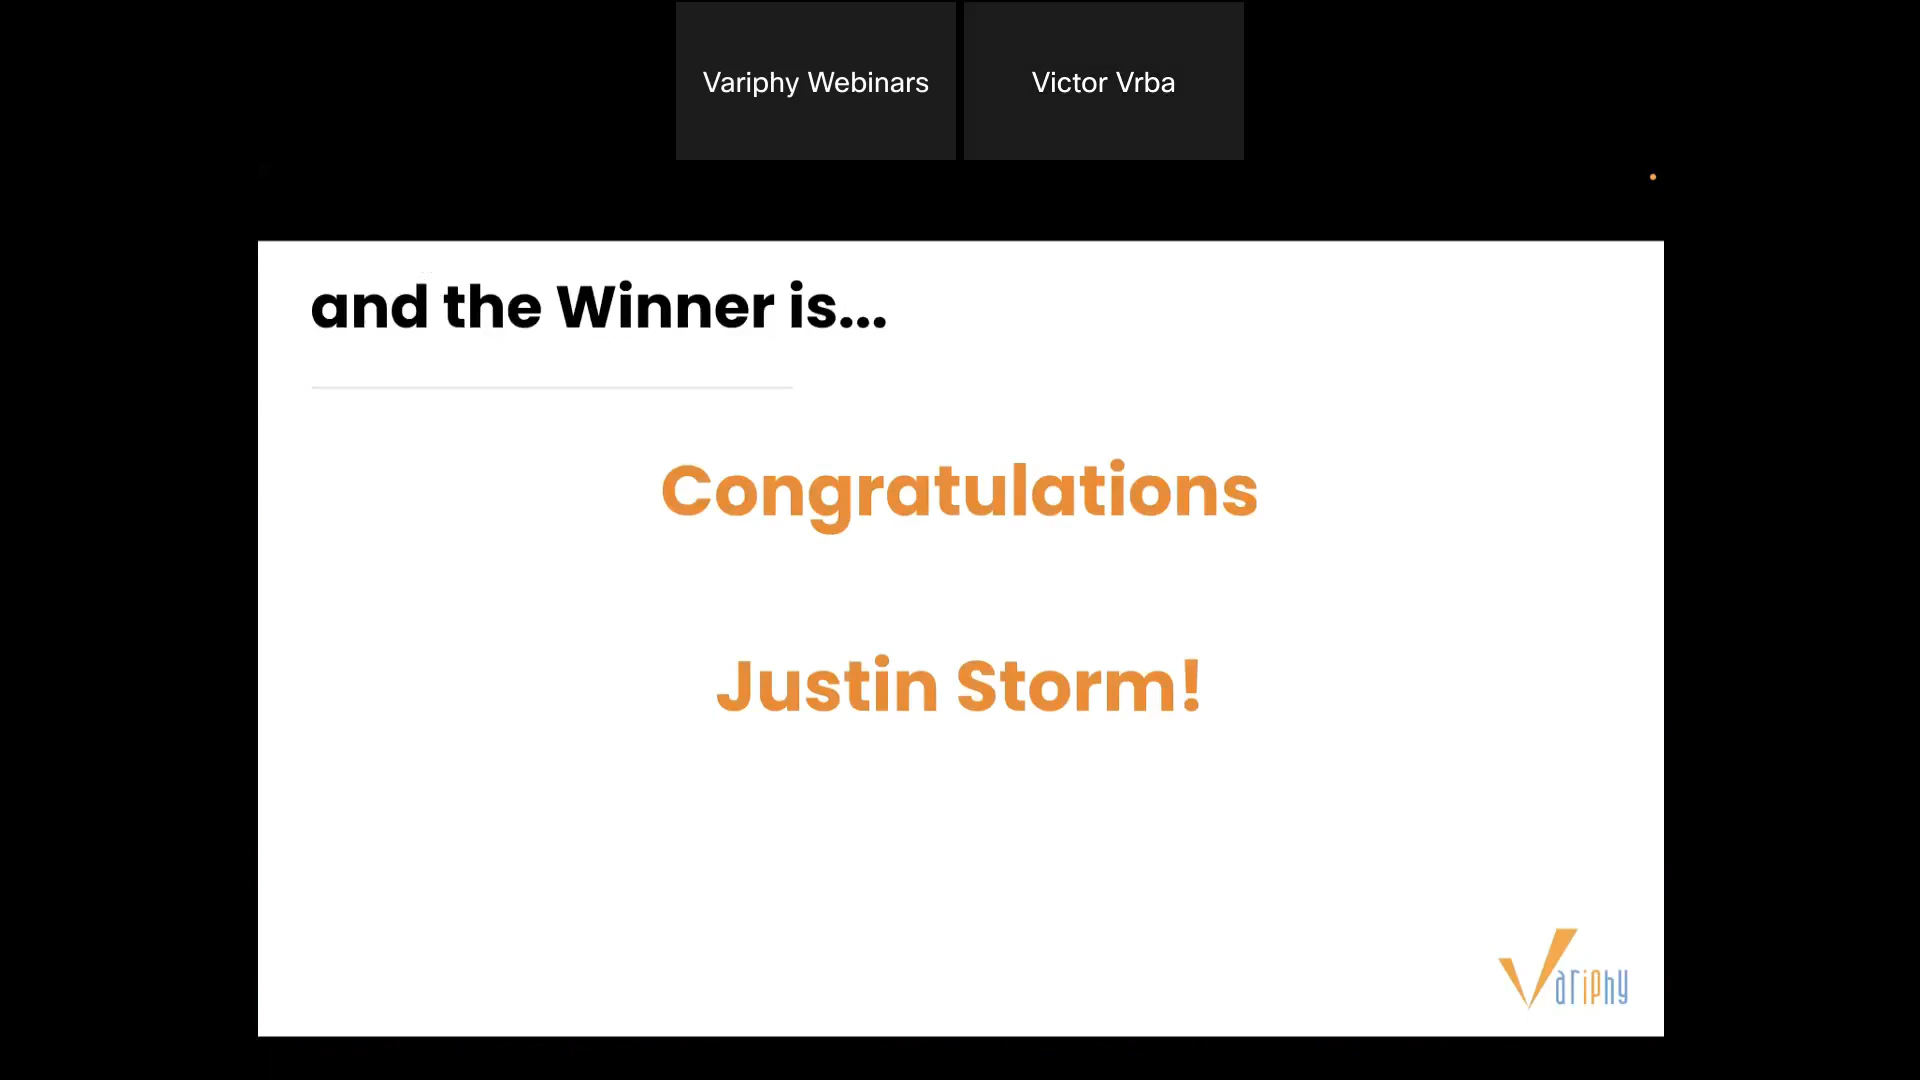 Variphy Webinars
Victor Vrba
and the Winner is...
Congratulations
Justin Storm!
Variphy